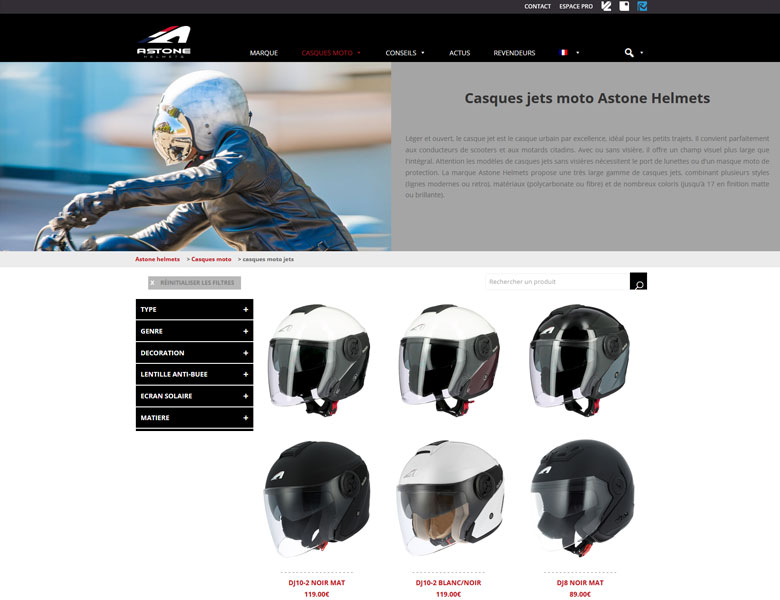 CONTACT ESPACE PRO
ASTONE
HELMETS
MARQUE CASQUES MOTO CONSEILS ACTUS REVENDEURS
Casques jets moto Astone Helmets
Léger et ouvert, le casque jet est le casque urbain par excellence, idéal pour les petits trajets. Il convient parfaitement
aux conducteurs de scooters et aux motards citadins. Avec ou sans visière, il offre un champ visuel plus large que
l'intégral. Attention les modèles de casques jets sans visières nécessitent le port de lunettes ou d'un masque moto de
protection. La marque Astone Helmets propose une très large gamme de casques jets, combinant plusieurs styles
(lignes modernes ou rétro), matériaux (polycarbonate ou fibre) et de nombreux coloris (jusqu'à 17 en finition matte
ou brillante).
Astone helmets > Casques moto > casques moto jets
x RÉINITIALISER LES FILTRES
Rechercher un produit
TYPE +
GENRE +
DECORATION +
LENTILLE ANTI-BUEE +
ECRAN SOLAIRE +
MATIERE +
DJ10-2 NOIR MAT
119.00€
DJ10-2 BLANC/NOIR
119.00€
DJ8 NOIR MAT
89.00€